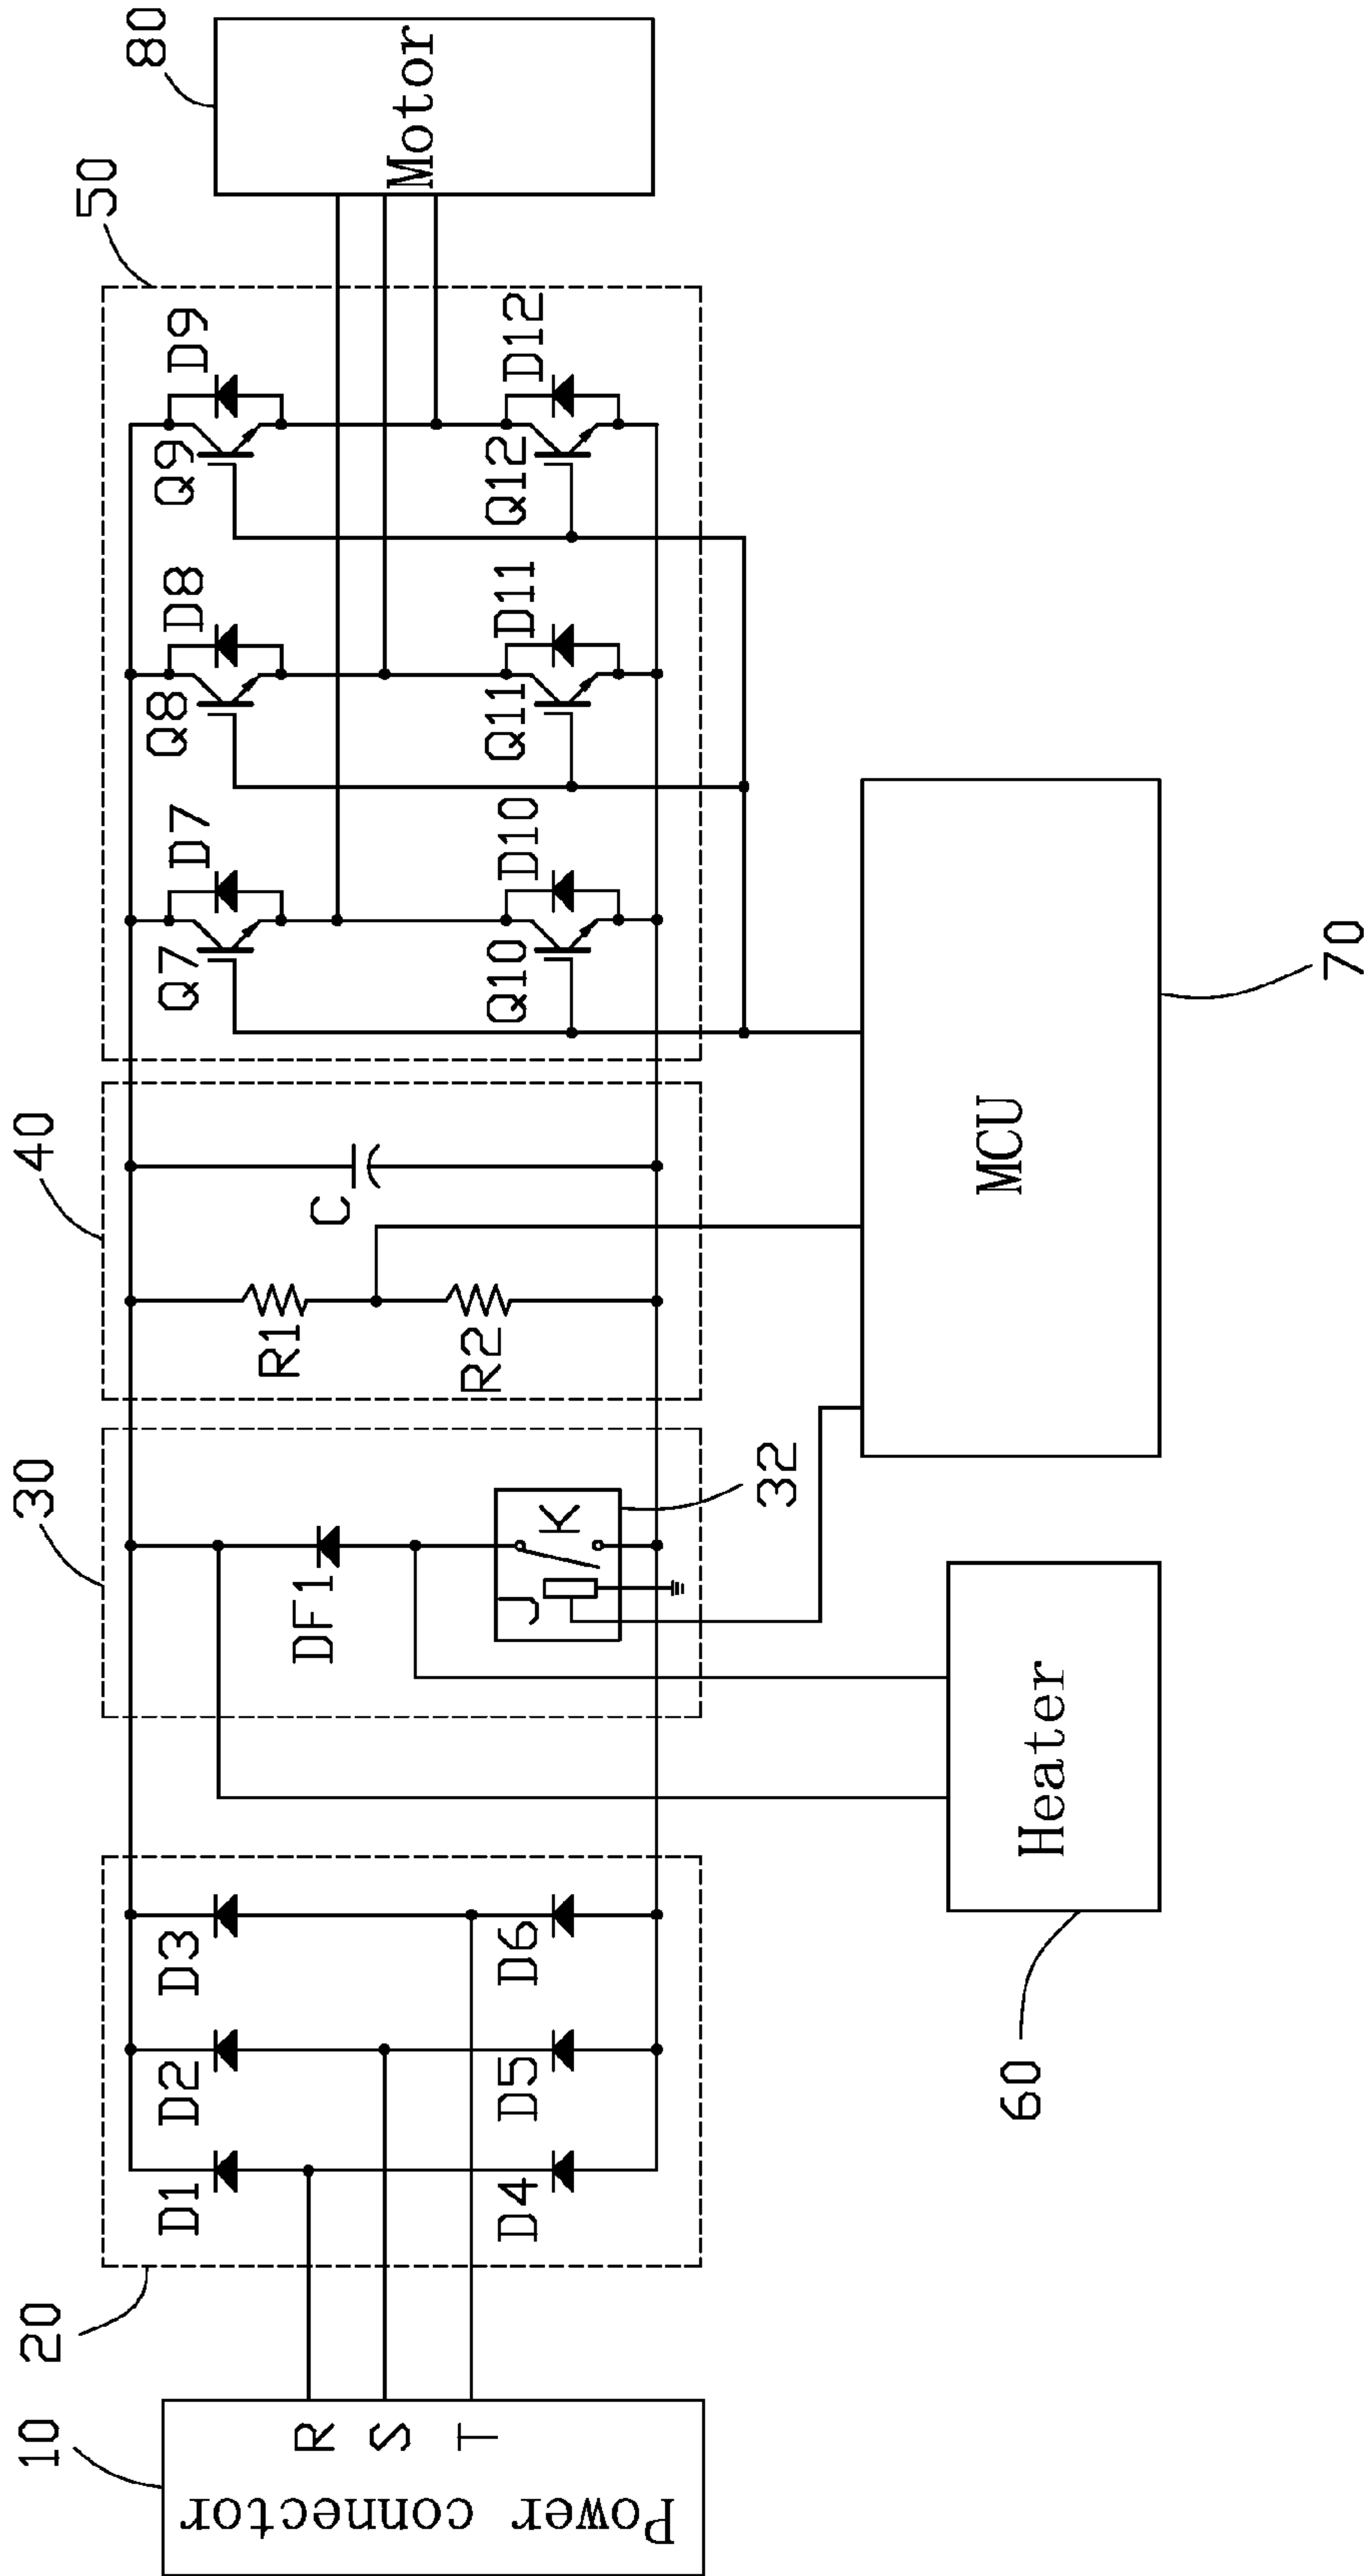 10
20
30
40
50
80
Power connector
R
S
T
D1
D2
D3
D4
D5
D6
DF1
J
K
32
R1
R2
C
Q7
D7
Q8
D8
Q9
D9
Q10
D10
Q11
D11
Q12
D12
Motor
Heater
60
MCU
70